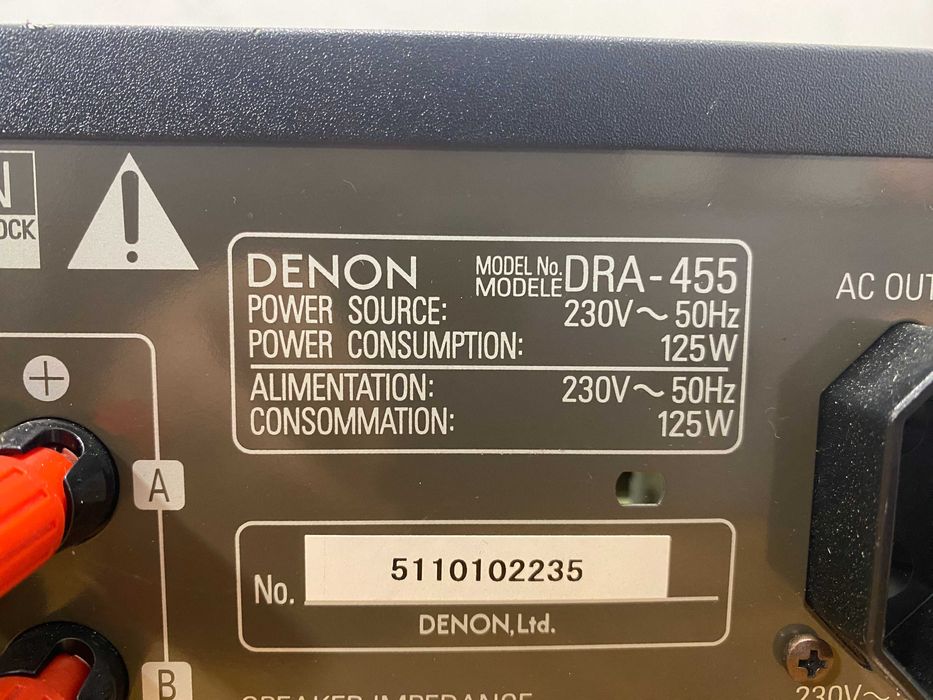 DENON MODEL No. MODELE DRA-455
POWER SOURCE: 230V～50Hz
POWER CONSUMPTION: 125W
ALIMENTATION: 230V～50Hz
CONSOMMATION: 125W
AC OUT
A
5110102235
No.
DENON,Ltd.
B
230V～